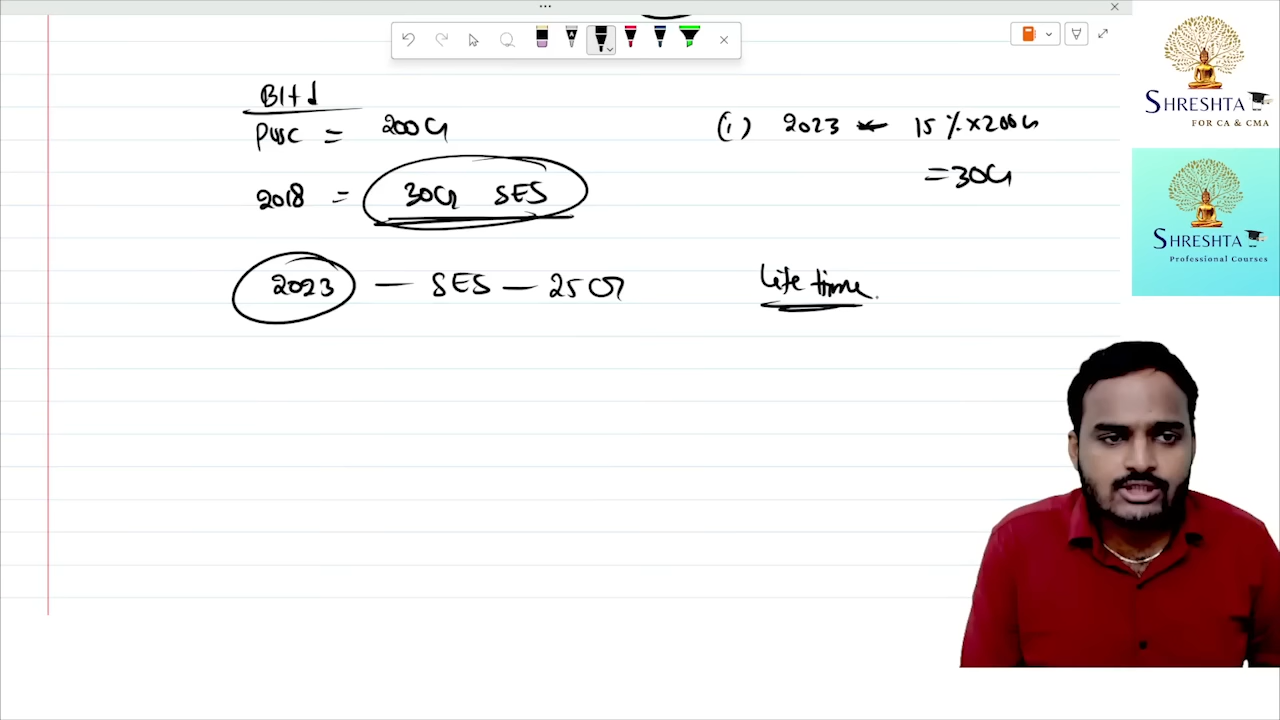 B ltd
PUSC = 200Cr
2018 = 30Cr SES
2023 — SES — 25Cr
(i) 2023 ← 15% x 200Cr
= 30Cr
Life time.
SHRESHTA
FOR CA & CMA
SHRESHTA
Professional Courses